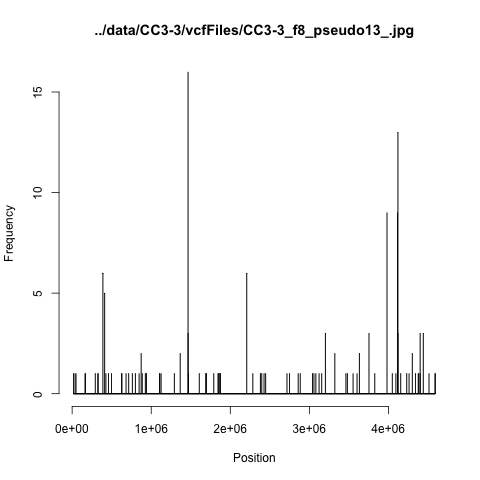 ../data/CC3-3/vcfFiles/CC3-3_f8_pseudo13_.jpg
15
10
5
0
Frequency
0e+00 1e+06 2e+06 3e+06 4e+06
Position